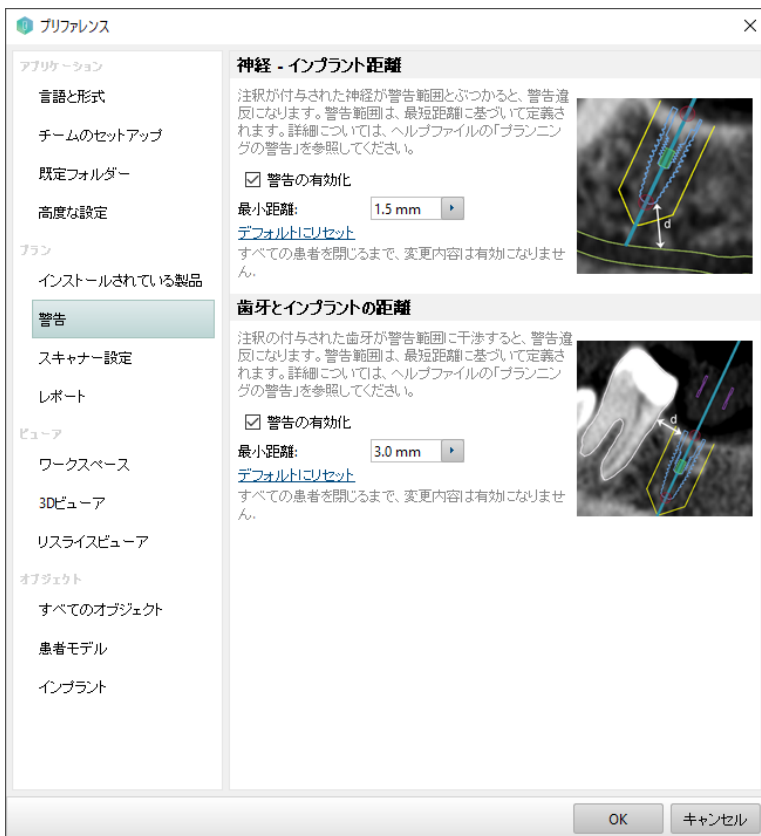 プリファレンス
アプリケーション
言語と形式
チームのセットアップ
既定フォルダー
高度な設定
プラン
インストールされている製品
警告
スキャナー設定
レポート
ビューア
ワークスペース
3Dビューア
リスライスビューア
オブジェクト
すべてのオブジェクト
患者モデル
インプラント
神経 - インプラント距離
注釈が付与された神経が警告範囲とぶつかると、警告違
反になります。警告範囲は、最短距離に基づいて定義さ
れます。詳細については、ヘルプファイルの「プランニン
グの警告」を参照してください。
警告の有効化
最小距離: 1.5 mm
デフォルトにリセット
すべての患者を閉じるまで、変更内容は有効になりませ
ん.
d
歯牙とインプラントの距離
注釈の付与された歯牙が警告範囲に干渉すると、警告違
反になります。警告範囲は、最短距離に基づいて定義さ
れます。詳細については、ヘルプファイルの「プランニン
グの警告」を参照してください。
警告の有効化
最小距離: 3.0 mm
デフォルトにリセット
すべての患者を閉じるまで、変更内容は有効になりませ
ん.
d
OK キャンセル